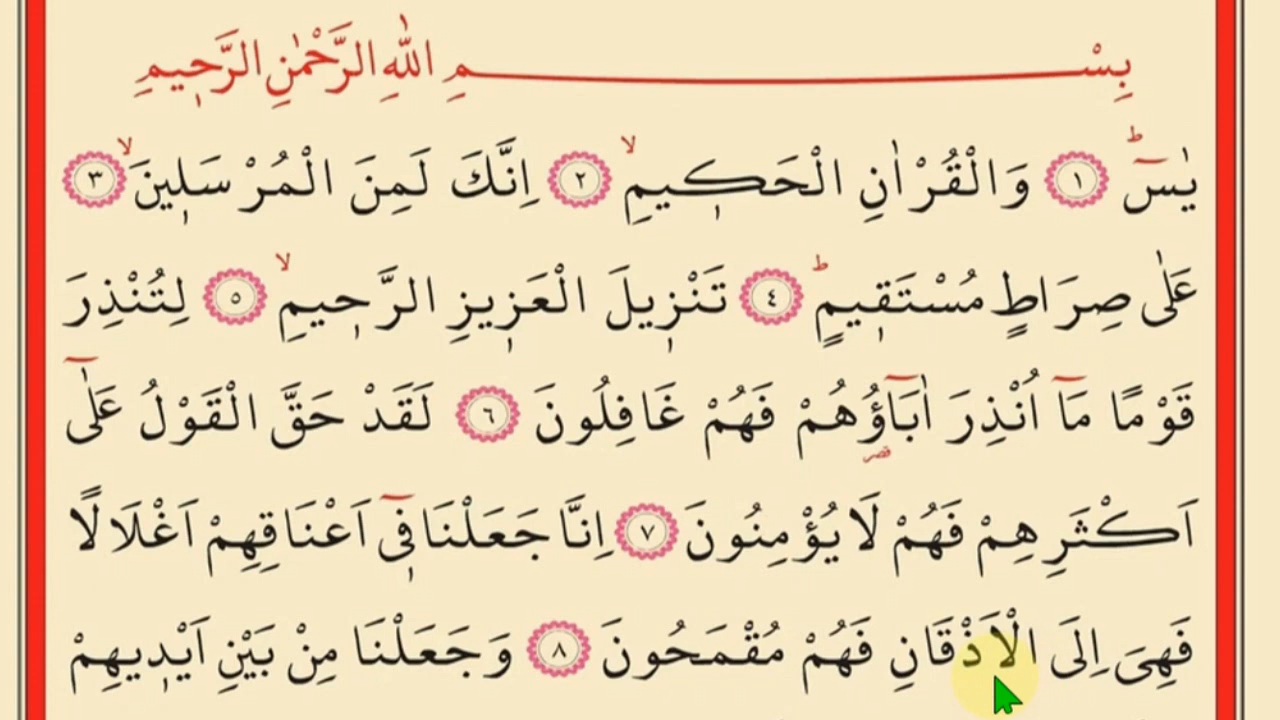 بِسْمِ اللّٰهِ الرَّحْمٰنِ الرَّحٖيمِ
يٰسٓ ۜ ﴿١﴾ وَالْقُرْاٰنِ الْحَكٖيمِۙ ﴿٢﴾ اِنَّكَ لَمِنَ الْمُرْسَلٖينَۙ ﴿٣﴾
عَلٰى صِرَاطٍ مُسْتَقٖيمٍؕ ﴿٤﴾ تَنْزٖيلَ الْعَزٖيزِ الرَّحٖيمِۙ ﴿٥﴾ لِتُنْذِرَ
قَوْمًا مَٓا اُنْذِرَ اٰبَٓاؤُ۬هُمْ فَهُمْ غَافِلُونَ ﴿٦﴾ لَقَدْ حَقَّ الْقَوْلُ عَلٰٓى
اَكْثَرِهِمْ فَهُمْ لَا يُؤْمِنُونَ ﴿٧﴾ اِنَّا جَعَلْنَا فٖٓى اَعْنَاقِهِمْ اَغْلَالًا
فَهِىَ اِلَى الْاَذْقَانِ فَهُمْ مُقْمَحُونَ ﴿٨﴾ وَجَعَلْنَا مِنْ بَيْنِ اَيْدٖيهِمْ